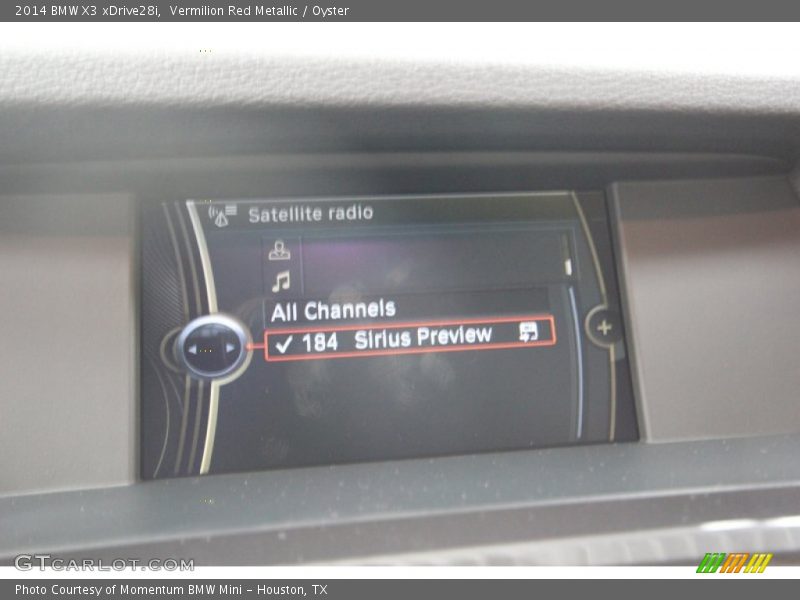 2014 BMW X3 xDrive28i, Vermilion Red Metallic / Oyster
Satellite radio
All Channels
184 Sirius Preview
GTCARLOT.COM
Photo Courtesy of Momentum BMW Mini - Houston, TX